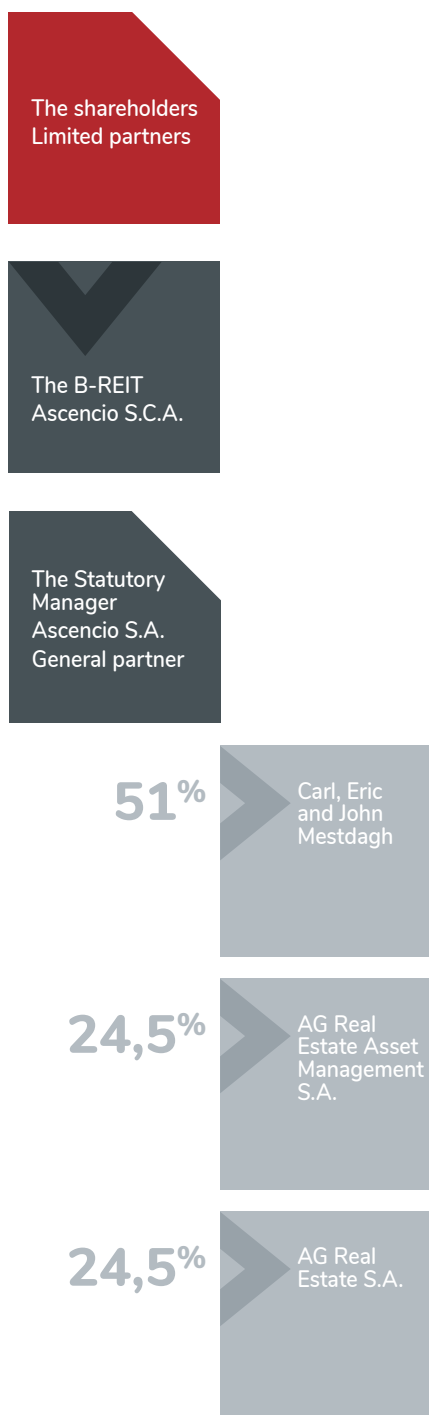 The shareholders
Limited partners
The B-REIT
Ascencio S.C.A.
The Statutory
Manager
Ascencio S.A.
General partner
51%
Carl, Eric
and John
Mestdagh
24,5%
AG Real
Estate Asset
Management
S.A.
24,5%
AG Real
Estate S.A.